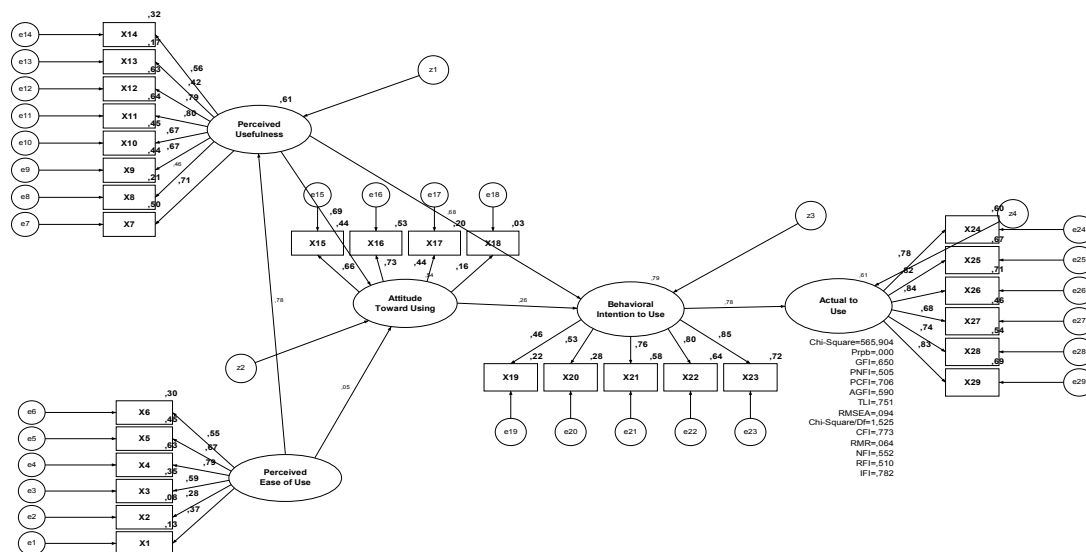 ,32
e14
X14
,17
e13
X13
,63
e12
X12
,64
e11
X11
,45
e10
X10
,44
e9
X9
,21
e8
X8
,50
e7
X7
,56
,42
,79
,80
,67
,67
,46
,71
,61
Perceived
Usefulness
z1
e15
e16
e17
e18
,69
,44
,53
,20
,03
X15
X16
X17
X18
,66
,73
,44
,16
,54
Attitude
Toward Using
z2
,68
,26
,78
,05
z3
,79
Behavioral
Intention to Use
,46
,53
,76
,80
,85
,22
,28
,58
,64
,72
X19
X20
X21
X22
X23
e19
e20
e21
e22
e23
,78
z4
,61
Actual to
Use
,78
,82
,84
,68
,74
,83
,60
X24
e24
,67
X25
e25
,71
X26
e26
,46
X27
e27
,54
X28
e28
,69
X29
e29
Chi-Square=565,904
Prpb=,000
GFI=,650
PNFI=,505
PCFI=,706
AGFI=,590
TLI=,751
RMSEA=,094
Chi-Square/Df=1,525
CFI=,773
RMR=,064
NFI=,552
RFI=,510
IFI=,782
,30
e6
X6
,45
e5
X5
,63
e4
X4
,35
e3
X3
,08
e2
X2
,13
e1
X1
,55
,67
,79
,59
,28
,37
Perceived
Ease of Use